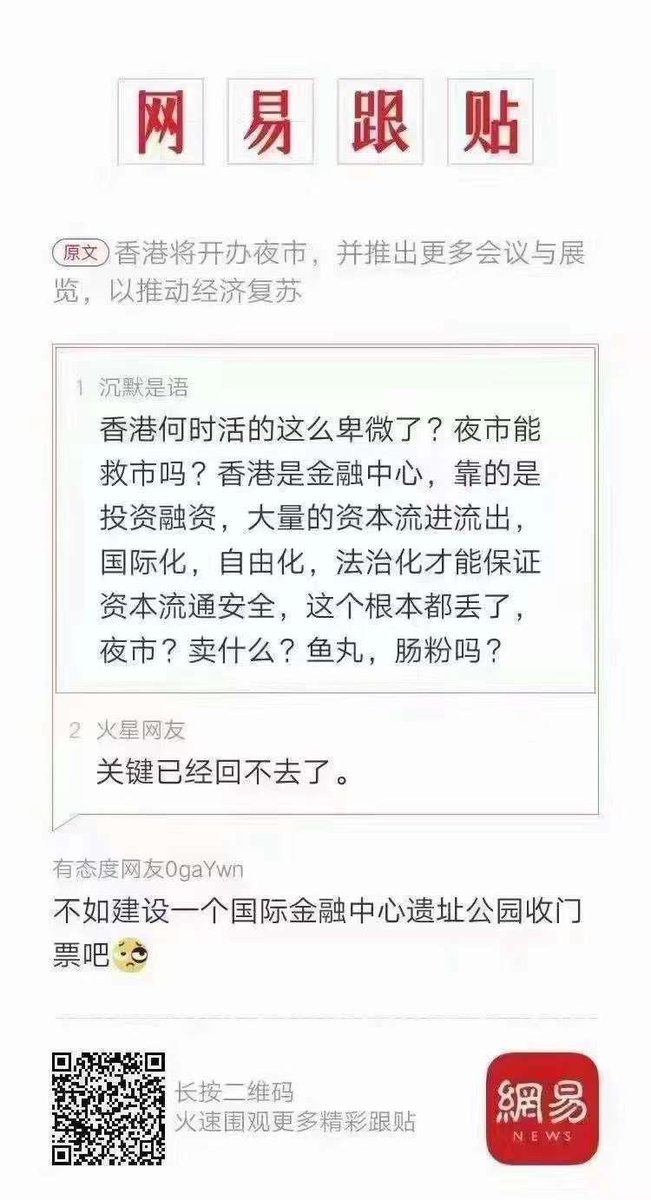 网易跟贴
原文 香港将开办夜市，并推出更多会议与展
览，以推动经济复苏
1 沉默是语
香港何时活的这么卑微了？夜市能
救市吗？香港是金融中心，靠的是
投资融资，大量的资本流进流出，
国际化，自由化，法治化才能保证
资本流通安全，这个根本都丢了，
夜市？卖什么？鱼丸，肠粉吗？
2 火星网友
关键已经回不去了。
有态度网友0gaYwn
不如建设一个国际金融中心遗址公园收门
票吧
长按二维码
火速围观更多精彩跟贴
網易
NEWS